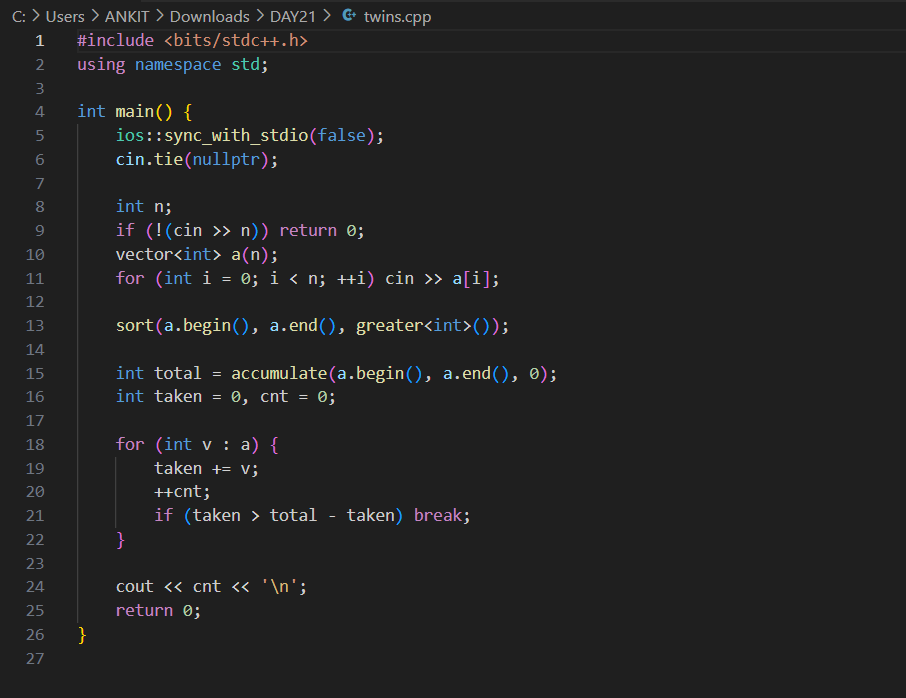 C: > Users > ANKIT > Downloads > DAY21 > twins.cpp
1 #include <bits/stdc++.h>
2 using namespace std;
3
4 int main() {
5     ios::sync_with_stdio(false);
6     cin.tie(nullptr);
7
8     int n;
9     if (!(cin >> n)) return 0;
10     vector<int> a(n);
11     for (int i = 0; i < n; ++i) cin >> a[i];
12
13     sort(a.begin(), a.end(), greater<int>());
14
15     int total = accumulate(a.begin(), a.end(), 0);
16     int taken = 0, cnt = 0;
17
18     for (int v : a) {
19         taken += v;
20         ++cnt;
21         if (taken > total - taken) break;
22     }
23
24     cout << cnt << '\n';
25     return 0;
26 }
27